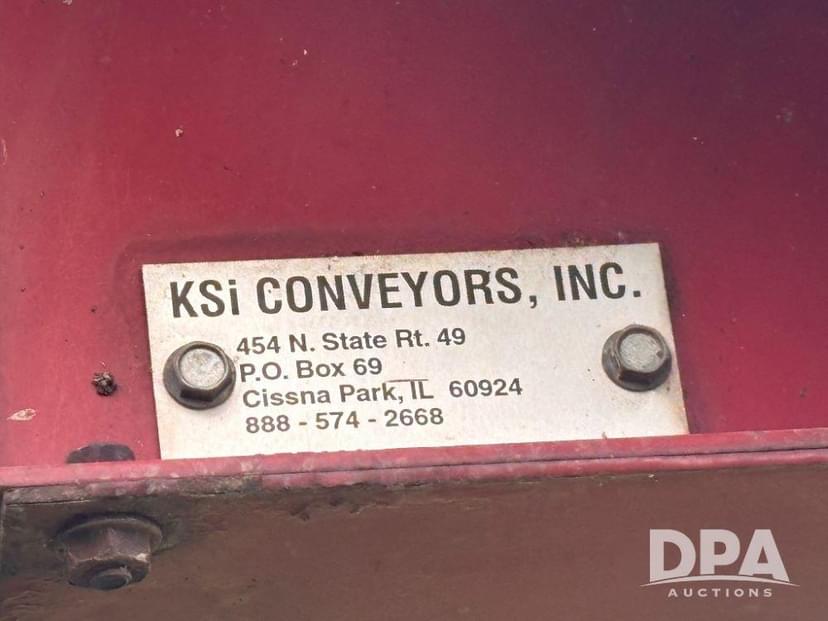 KSi CONVEYORS, INC.
454 N. State Rt. 49
P.O. Box 69
Cissna Park, IL 60924
888 - 574 - 2668
DPA
AUCTIONS